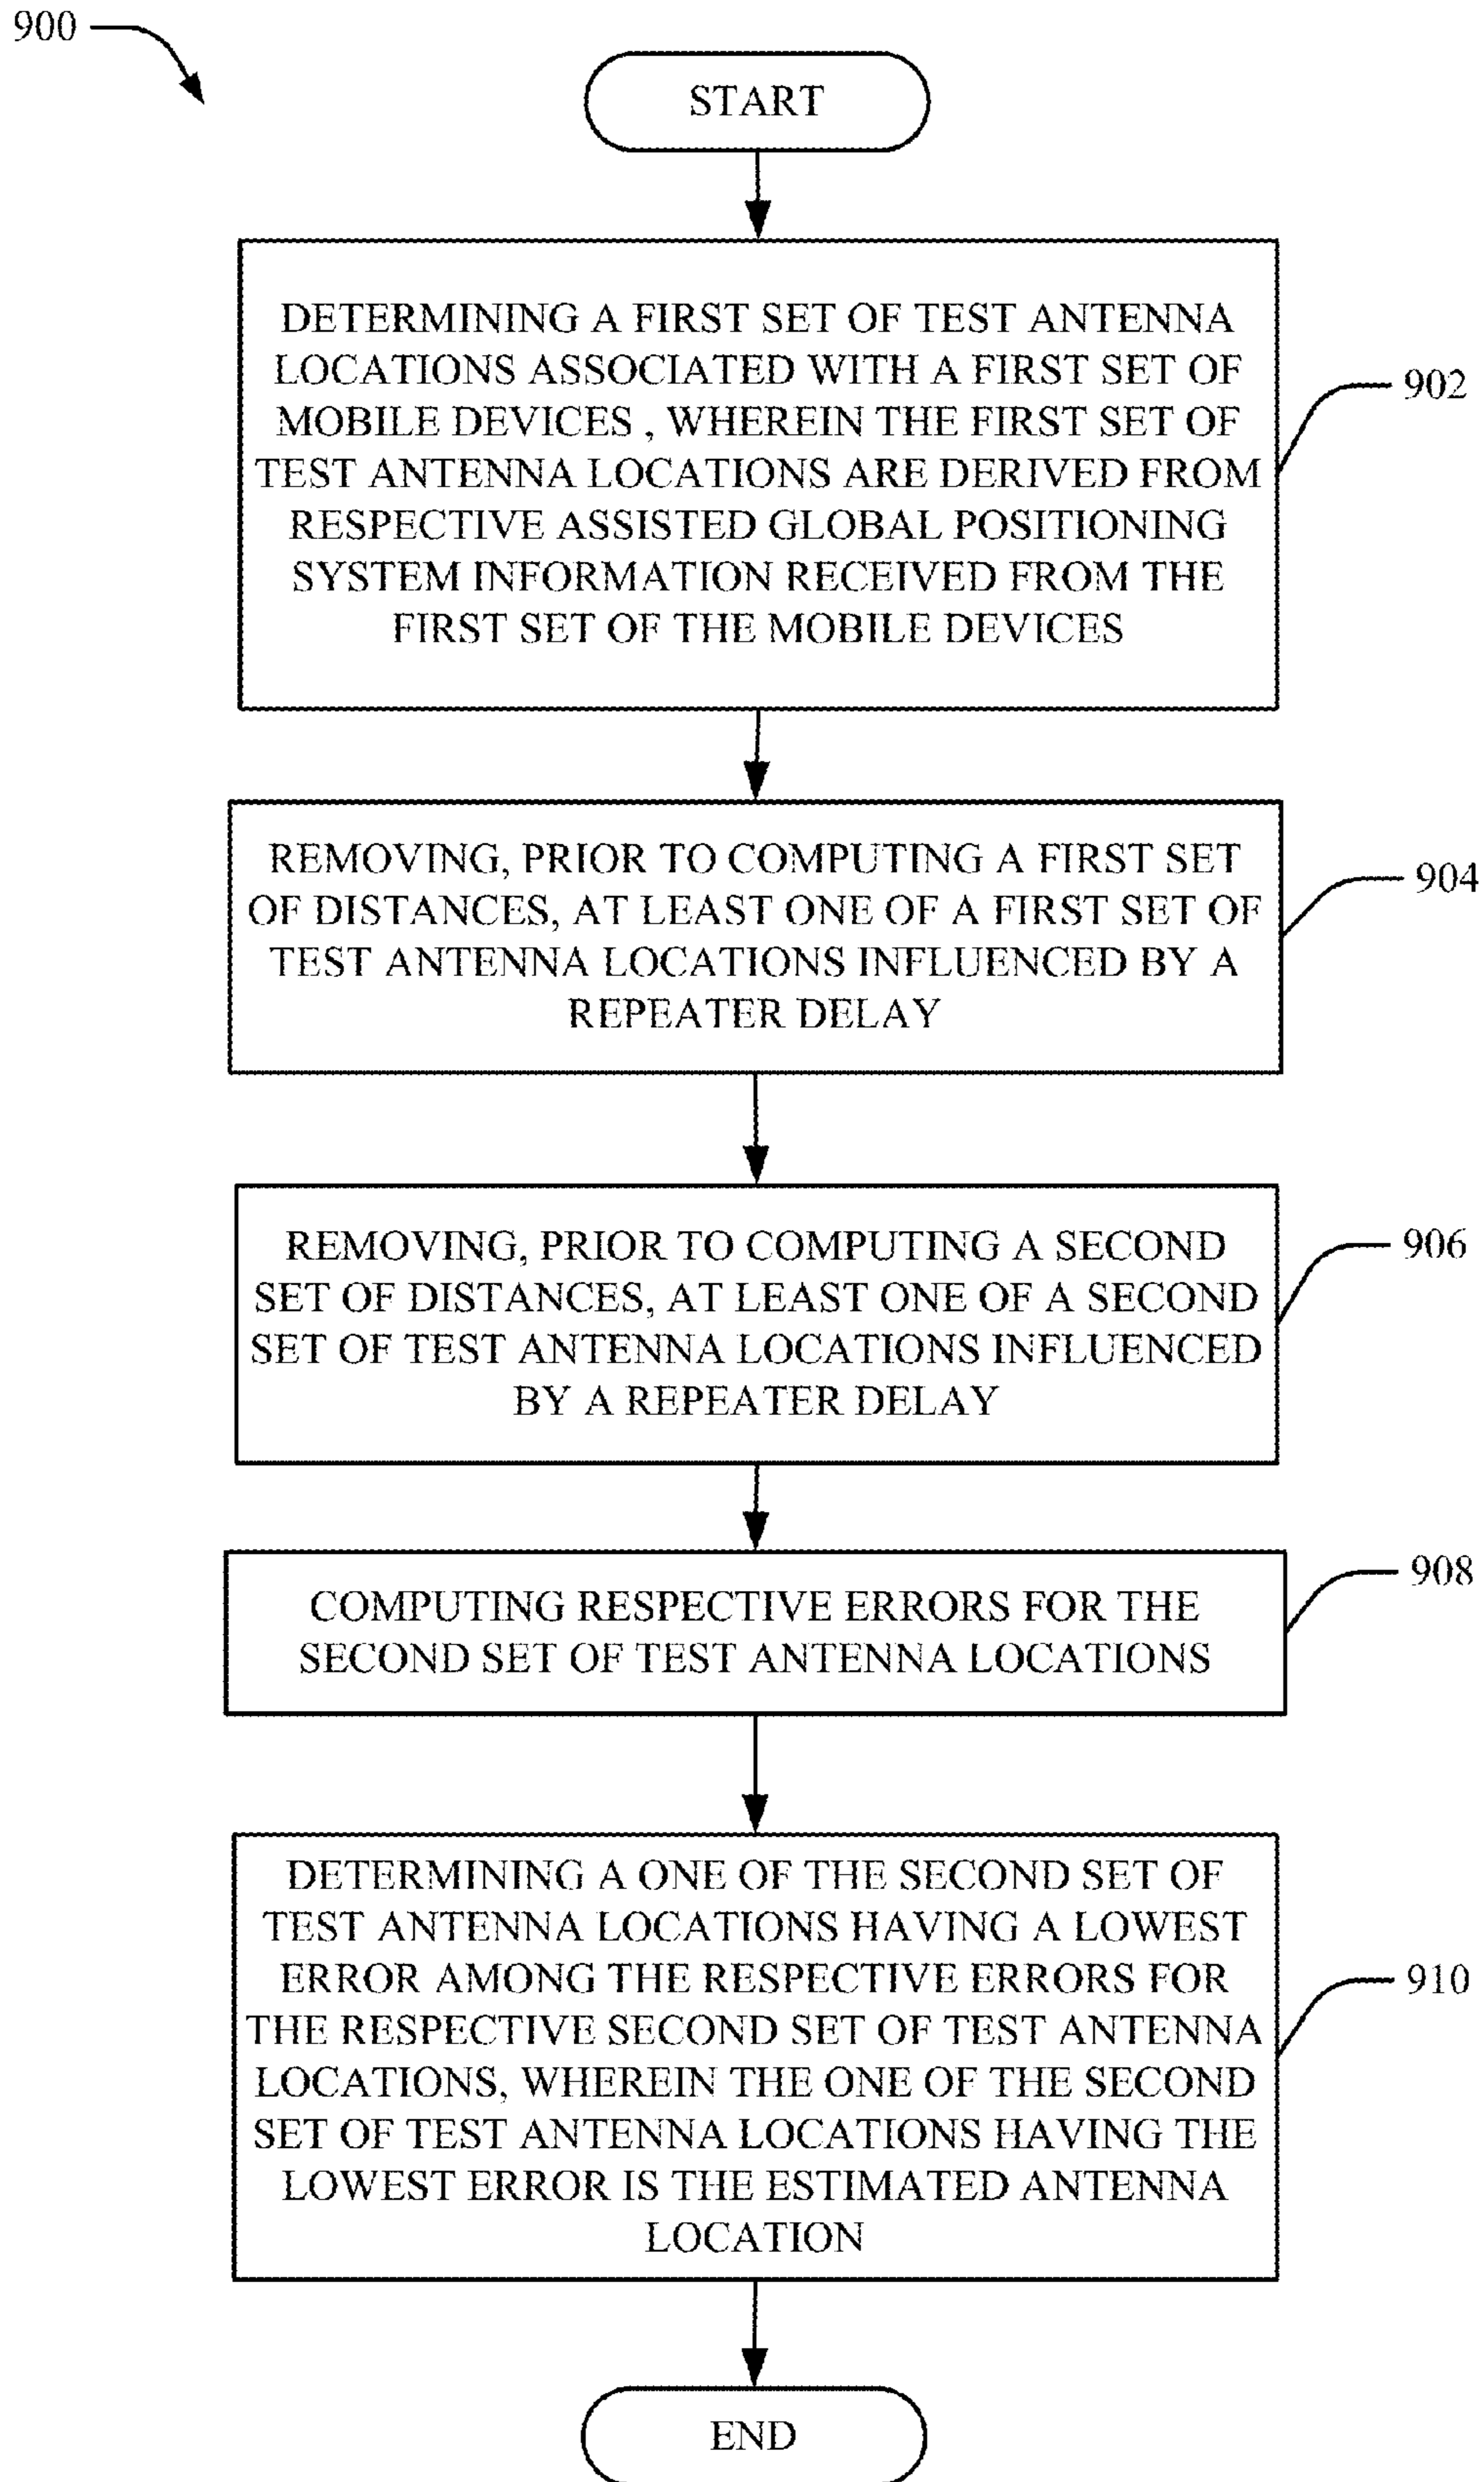 900
START
DETERMINING A FIRST SET OF TEST ANTENNA
LOCATIONS ASSOCIATED WITH A FIRST SET OF
MOBILE DEVICES , WHEREIN THE FIRST SET OF
TEST ANTENNA LOCATIONS ARE DERIVED FROM
RESPECTIVE ASSISTED GLOBAL POSITIONING
SYSTEM INFORMATION RECEIVED FROM THE
FIRST SET OF THE MOBILE DEVICES
902
REMOVING, PRIOR TO COMPUTING A FIRST SET
OF DISTANCES, AT LEAST ONE OF A FIRST SET OF
TEST ANTENNA LOCATIONS INFLUENCED BY A
REPEATER DELAY
904
REMOVING, PRIOR TO COMPUTING A SECOND
SET OF DISTANCES, AT LEAST ONE OF A SECOND
SET OF TEST ANTENNA LOCATIONS INFLUENCED
BY A REPEATER DELAY
906
COMPUTING RESPECTIVE ERRORS FOR THE
SECOND SET OF TEST ANTENNA LOCATIONS
908
DETERMINING A ONE OF THE SECOND SET OF
TEST ANTENNA LOCATIONS HAVING A LOWEST
ERROR AMONG THE RESPECTIVE ERRORS FOR
THE RESPECTIVE SECOND SET OF TEST ANTENNA
LOCATIONS, WHEREIN THE ONE OF THE SECOND
SET OF TEST ANTENNA LOCATIONS HAVING THE
LOWEST ERROR IS THE ESTIMATED ANTENNA
LOCATION
910
END